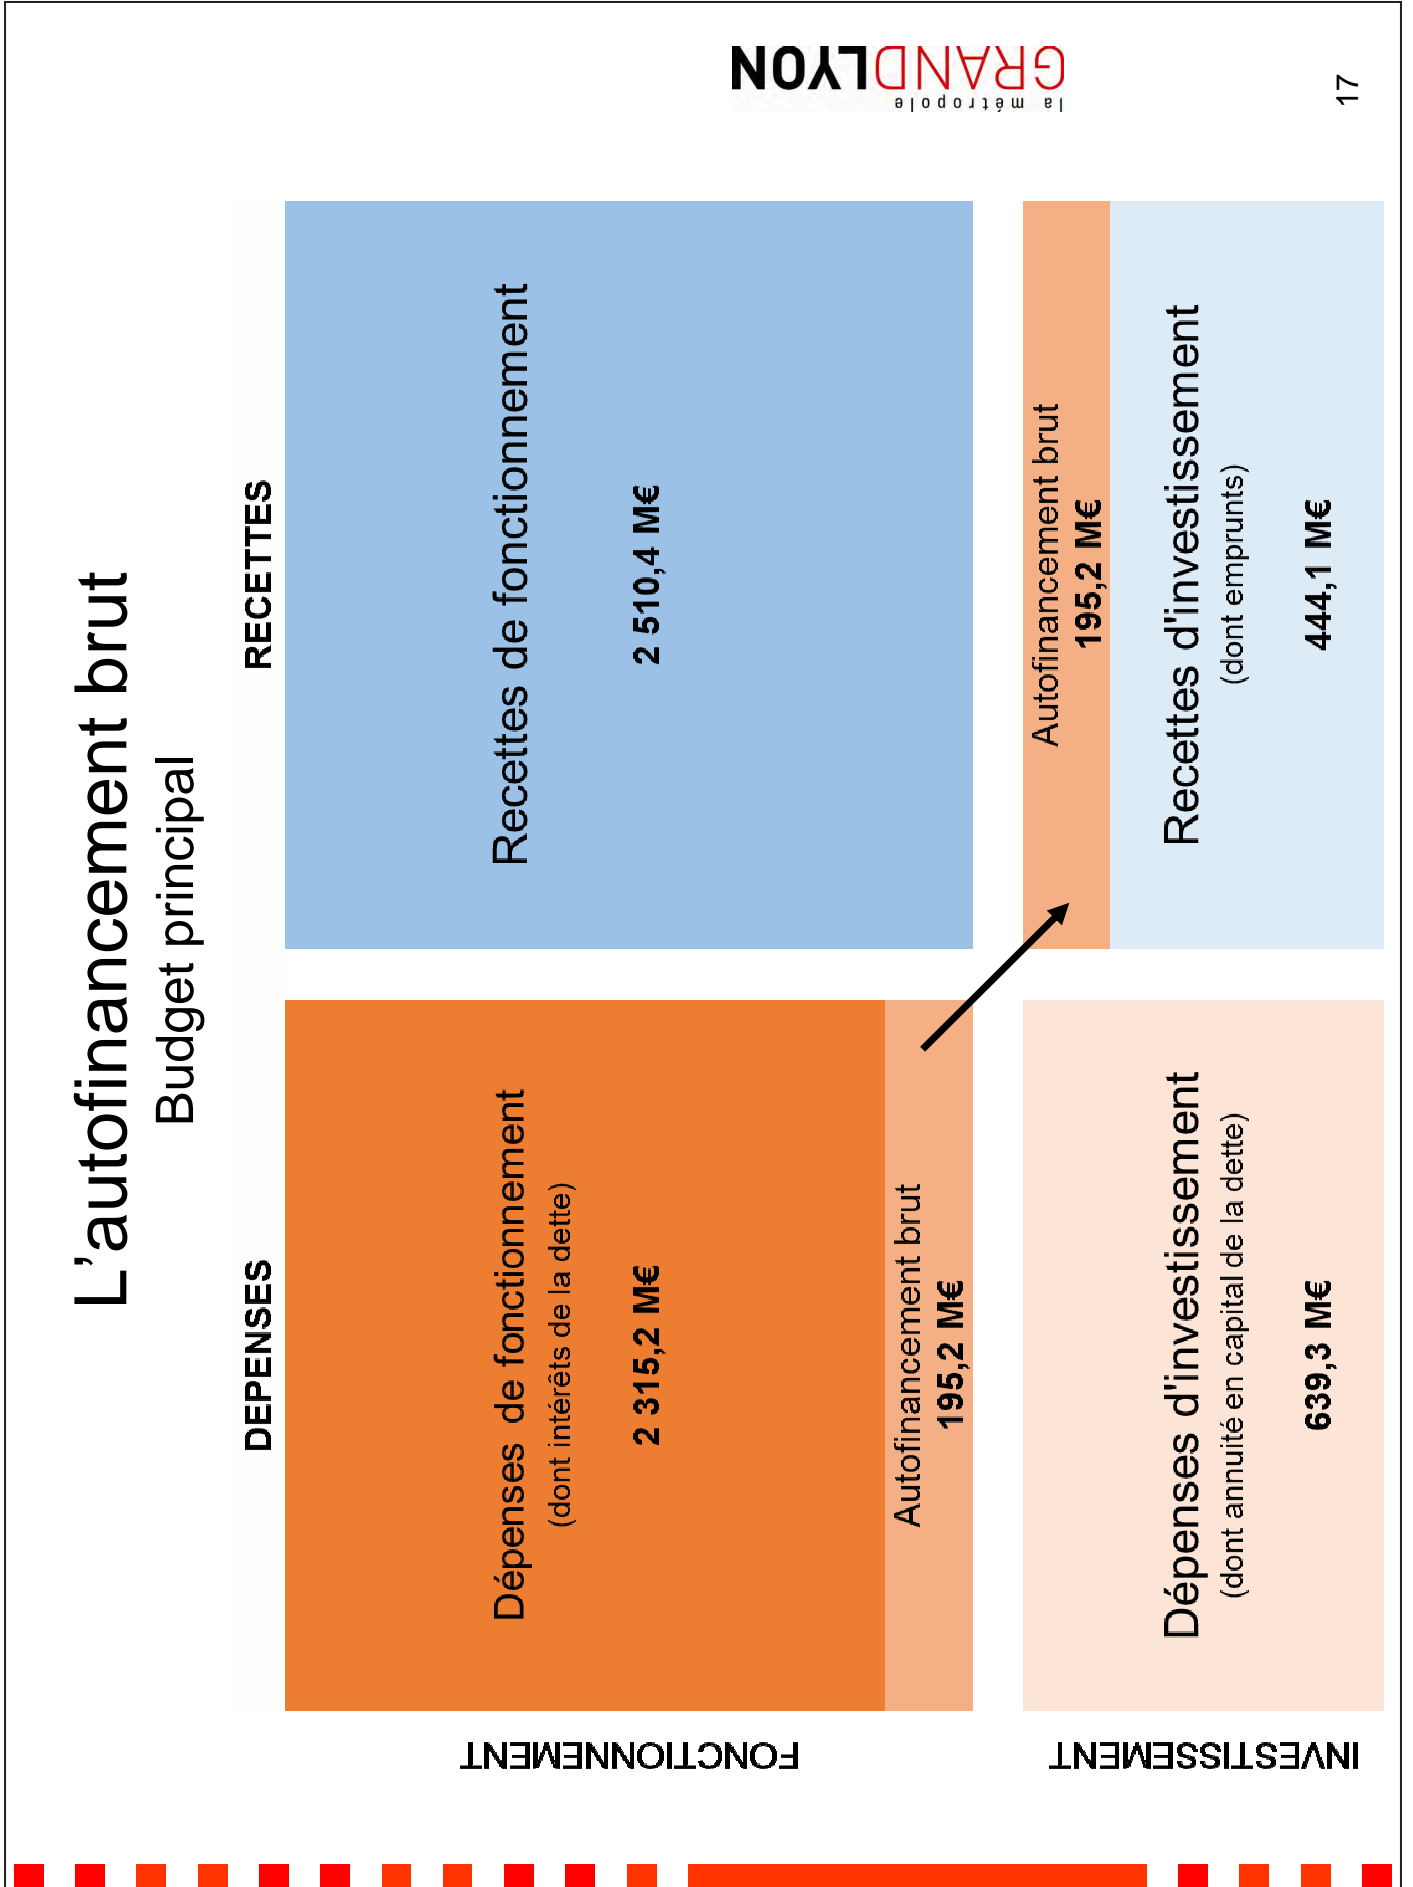 L'autofinancement brut
Budget principal
DEPENSES
RECETTES
FONCTIONNEMENT
Dépenses de fonctionnement
(dont intérêts de la dette)
2 315,2 M€
Autofinancement brut
195,2 M€
Recettes de fonctionnement
2 510,4 M€
INVESTISSEMENT
Dépenses d'investissement
(dont annuité en capital de la dette)
639,3 M€
Autofinancement brut
195,2 M€
Recettes d'investissement
(dont emprunts)
444,1 M€
la métropole
GRANDLYON
17